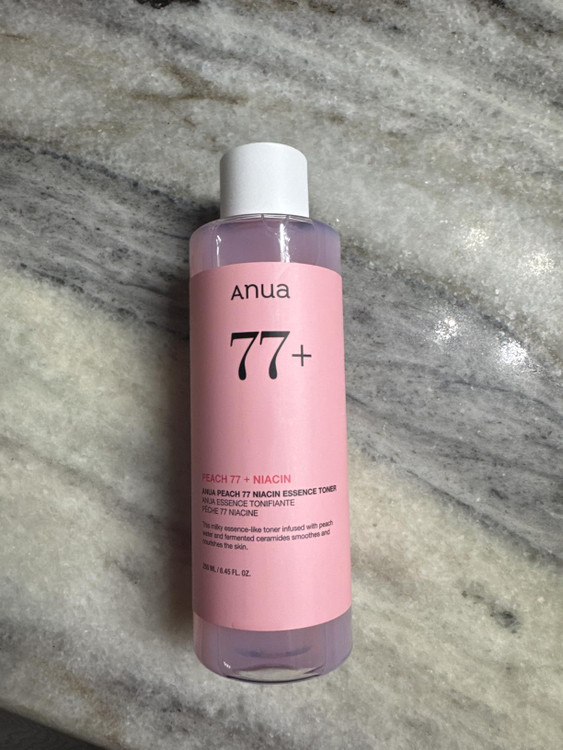 Anua
77+
PEACH 77 + NIACIN
ANUA PEACH 77 NIACIN ESSENCE TONER
ANUA ESSENCE TONIFIANTE
PÊCHE 77 NIACINE
This milky essence-like toner infused with peach
water and fermented ceramides smoothes and
nourishes the skin.
250 ML / 8.45 FL. OZ.